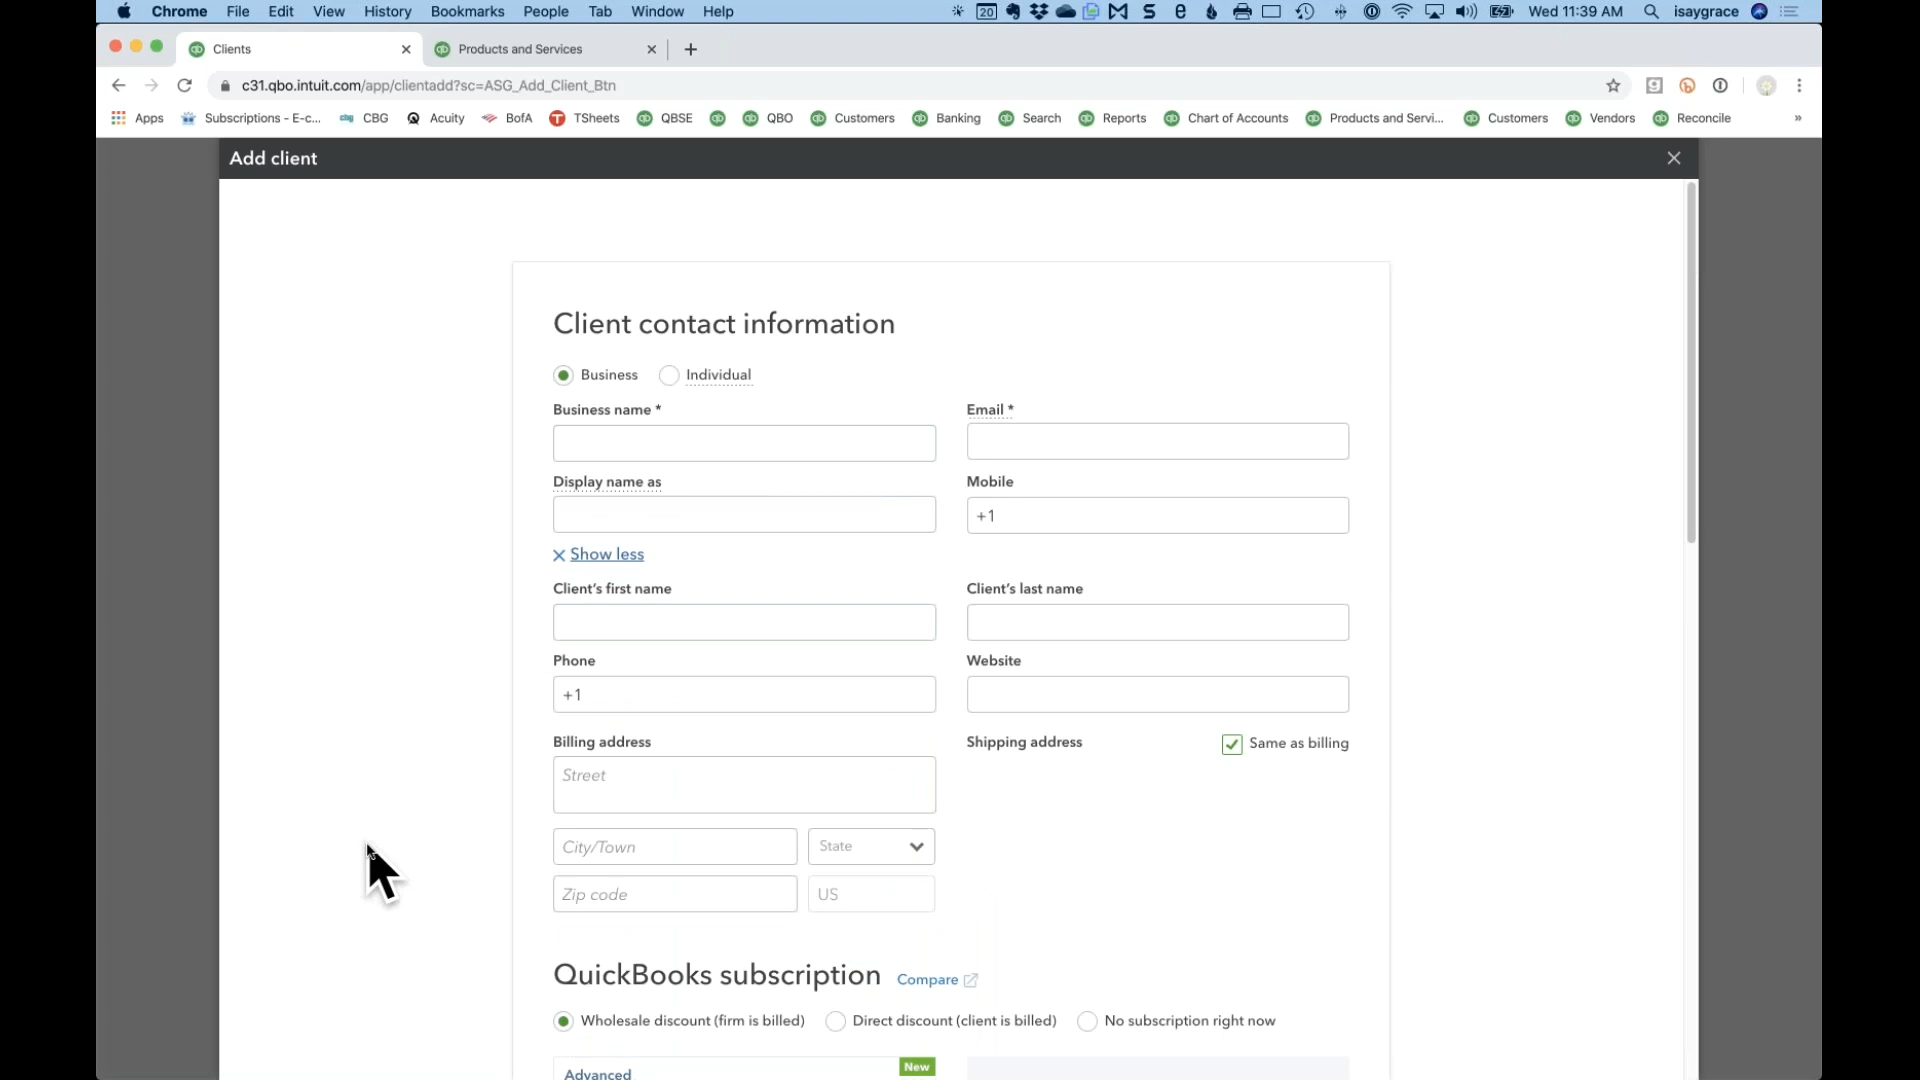 Chrome File Edit View History Bookmarks People Tab Window Help 20 Wed 11:39 AM isaygrace
Clients Products and Services
c31.qbo.intuit.com/app/clientadd?sc=ASG_Add_Client_Btn
Apps Subscriptions - E-c... cbg CBG Acuity BofA TSheets QBSE QBO Customers Banking Search Reports Chart of Accounts Products and Servi... Customers Vendors Reconcile »
Add client
Client contact information
Business Individual
Business name * Email *
Display name as Mobile
+1
Show less
Client's first name Client's last name
Phone Website
+1
Billing address Shipping address Same as billing
Street
City/Town State
Zip code US
QuickBooks subscription Compare
Wholesale discount (firm is billed) Direct discount (client is billed) No subscription right now
New
Advanced